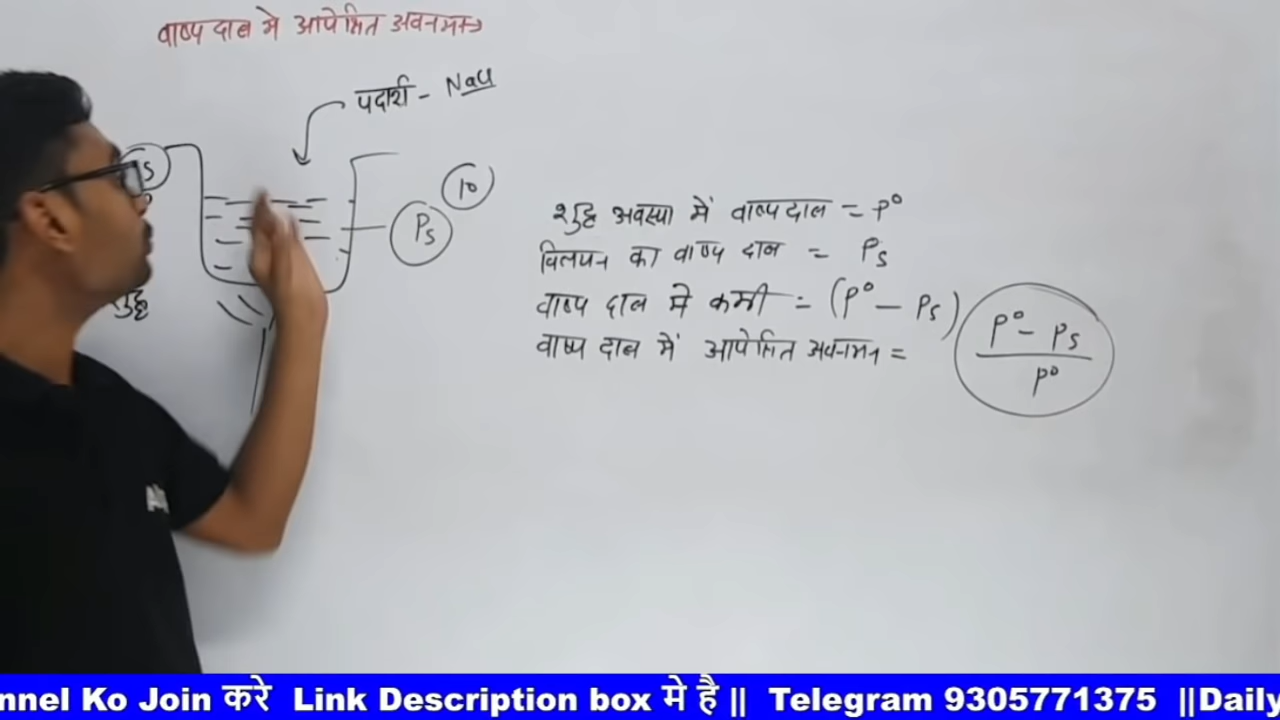 वाष्प दाब मे आपेक्षित अवनमन
पदार्थ - NaCl
10
Ps
शुद्ध
शुद्ध अवस्था में वाष्प दाब = P°
विलयन का वाष्प दाब = Ps
वाष्प दाब मे कमी = (P° - Ps)
वाष्प दाब में आपेक्षित अवनमन = P° - Ps / P°
nnel Ko Join करे Link Description box मे है || Telegram 9305771375 ||Daily